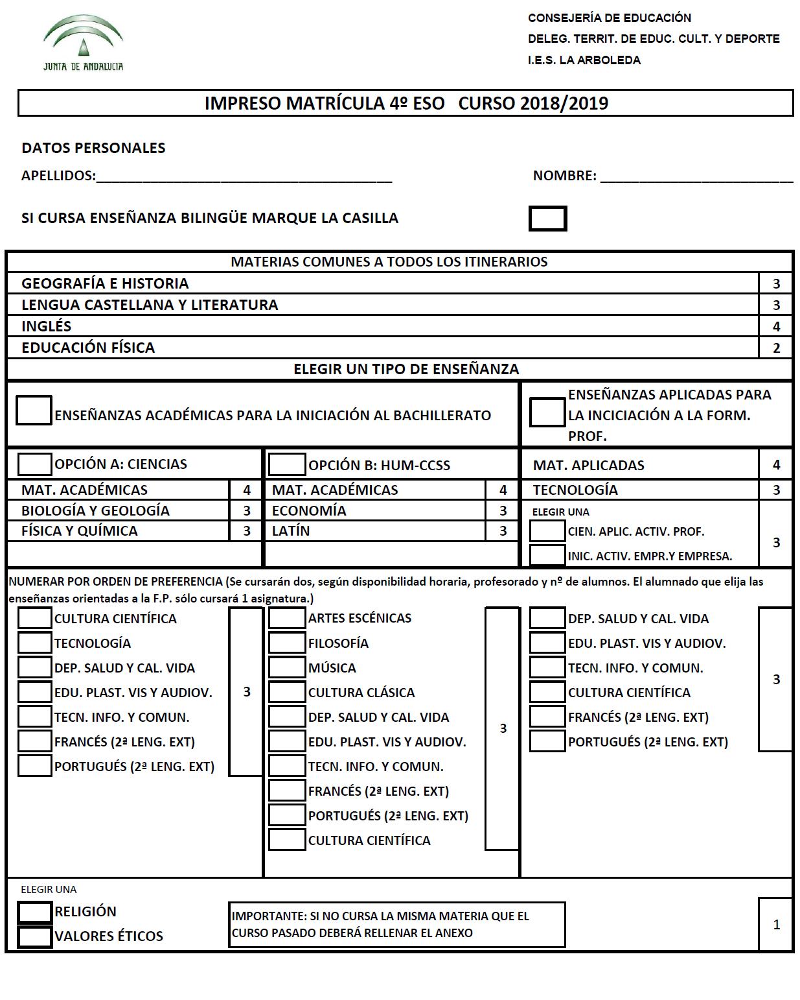 JUNTA DE ANDALUCIA
CONSEJERÍA DE EDUCACIÓN
DELEG. TERRIT. DE EDUC. CULT. Y DEPORTE
I.E.S. LA ARBOLEDA
IMPRESO MATRÍCULA 4º ESO CURSO 2018/2019
DATOS PERSONALES
APELLIDOS:______________________________________ NOMBRE: _________________________
SI CURSA ENSEÑANZA BILINGÜE MARQUE LA CASILLA
MATERIAS COMUNES A TODOS LOS ITINERARIOS
GEOGRAFÍA E HISTORIA 3
LENGUA CASTELLANA Y LITERATURA 3
INGLÉS 4
EDUCACIÓN FÍSICA 2
ELEGIR UN TIPO DE ENSEÑANZA
ENSEÑANZAS ACADÉMICAS PARA LA INICIACIÓN AL BACHILLERATO
ENSEÑANZAS APLICADAS PARA
LA INCICIACIÓN A LA FORM.
PROF.
OPCIÓN A: CIENCIAS
MAT. ACADÉMICAS 4
BIOLOGÍA Y GEOLOGÍA 3
FÍSICA Y QUÍMICA 3
OPCIÓN B: HUM-CCSS
MAT. ACADÉMICAS 4
ECONOMÍA 3
LATÍN 3
MAT. APLICADAS 4
TECNOLOGÍA 3
ELEGIR UNA
CIEN. APLIC. ACTIV. PROF.
3
INIC. ACTIV. EMPR.Y EMPRESA.
NUMERAR POR ORDEN DE PREFERENCIA (Se cursarán dos, según disponibilidad horaria, profesorado y nº de alumnos. El alumnado que elija las
enseñanzas orientadas a la F.P. sólo cursará 1 asignatura.)
CULTURA CIENTÍFICA
TECNOLOGÍA
DEP. SALUD Y CAL. VIDA
EDU. PLAST. VIS Y AUDIOV. 3
TECN. INFO. Y COMUN.
FRANCÉS (2ª LENG. EXT)
PORTUGUÉS (2ª LENG. EXT)
ARTES ESCÉNICAS
FILOSOFÍA
MÚSICA
CULTURA CLÁSICA
DEP. SALUD Y CAL. VIDA
3
EDU. PLAST. VIS Y AUDIOV.
TECN. INFO. Y COMUN.
FRANCÉS (2ª LENG. EXT)
PORTUGUÉS (2ª LENG. EXT)
CULTURA CIENTÍFICA
DEP. SALUD Y CAL. VIDA
EDU. PLAST. VIS Y AUDIOV.
TECN. INFO. Y COMUN.
3
CULTURA CIENTÍFICA
FRANCÉS (2ª LENG. EXT)
PORTUGUÉS (2ª LENG. EXT)
ELEGIR UNA
RELIGIÓN
VALORES ÉTICOS
IMPORTANTE: SI NO CURSA LA MISMA MATERIA QUE EL
CURSO PASADO DEBERÁ RELLENAR EL ANEXO
1